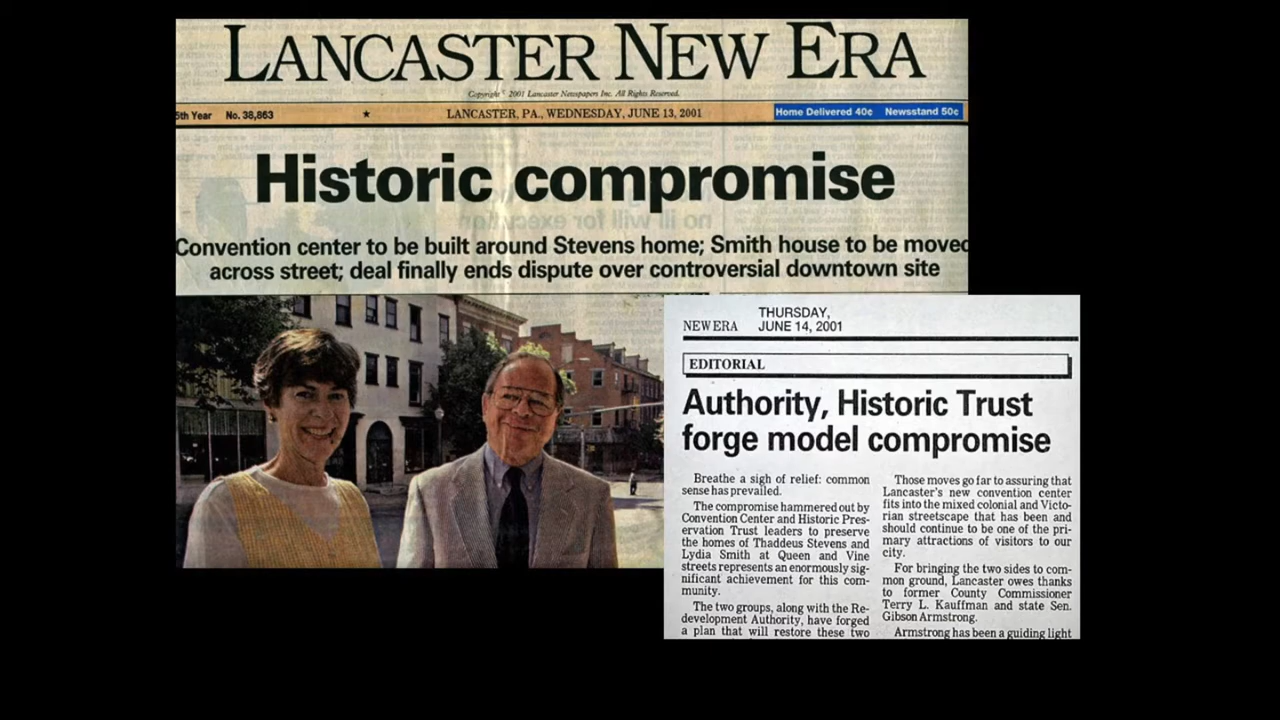 LANCASTER NEW ERA
Copyright © 2001 Lancaster Newspapers Inc. All Rights Reserved.
5th Year No. 38,863 ★ LANCASTER, PA., WEDNESDAY, JUNE 13, 2001 Home Delivered 40¢ Newsstand 50¢
Historic compromise
no ill will for execution
Convention center to be built around Stevens home; Smith house to be moved
across street; deal finally ends dispute over controversial downtown site
THURSDAY,
NEW ERA JUNE 14, 2001
EDITORIAL
Authority, Historic Trust
forge model compromise
Breathe a sigh of relief: common
sense has prevailed.
The compromise hammered out by
Convention Center and Historic Pres-
ervation Trust leaders to preserve
the homes of Thaddeus Stevens and
Lydia Smith at Queen and Vine
streets represents an enormously sig-
nificant achievement for this com-
munity.
The two groups, along with the Re-
development Authority, have forged
a plan that will restore these two
Those moves go far to assuring that
Lancaster's new convention center
fits into the mixed colonial and Victo-
rian streetscape that has been and
should continue to be one of the pri-
mary attractions of visitors to our
city.
For bringing the two sides to com-
mon ground, Lancaster owes thanks
to former County Commissioner
Terry L. Kauffman and state Sen.
Gibson Armstrong.
Armstrong has been a guiding light